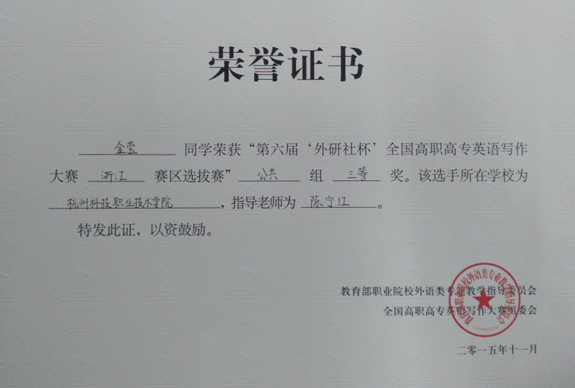 荣誉证书
金雲 同学荣获“第六届‘外研社杯’全国高职高专英语写作
大赛 浙江 赛区选拔赛” 公共 组 三等 奖。该选手所在学校为
杭州科技职业技术学院，指导老师为 陈宇红。
特发此证，以资鼓励。
教育部职业院校外语类专业教学指导委员会
全国高职高专英语写作大赛组委会
二〇一五年十一月